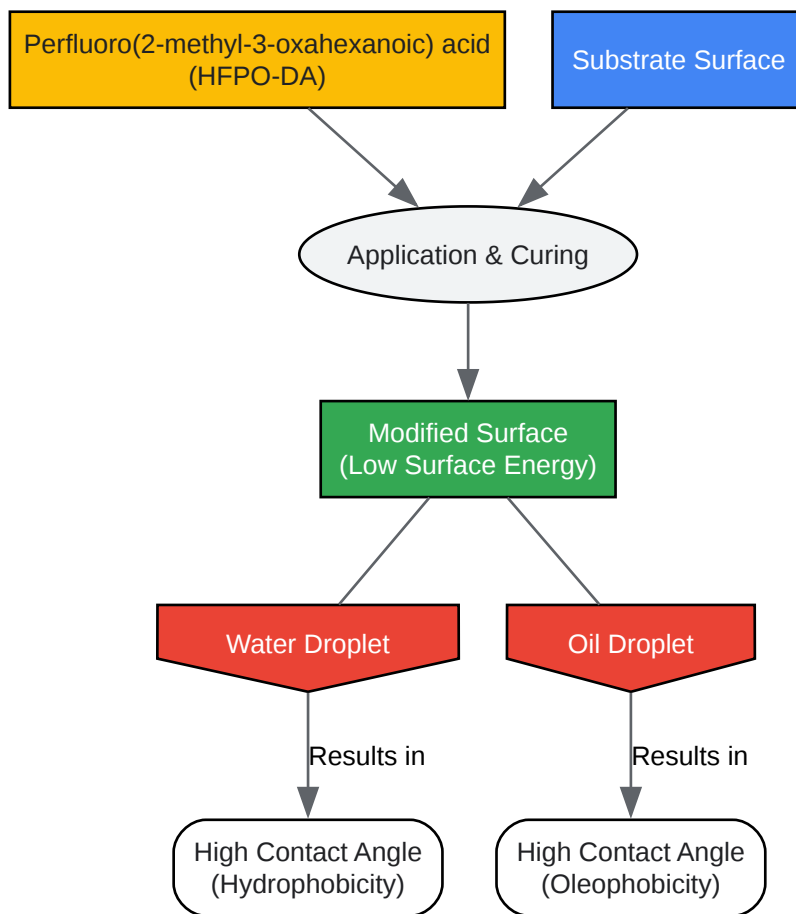 Perfluoro(2-methyl-3-oxahexanoic) acid
(HFPO-DA)
Substrate Surface
Application & Curing
Modified Surface
(Low Surface Energy)
Water Droplet
Oil Droplet
Results in
Results in
High Contact Angle
(Hydrophobicity)
High Contact Angle
(Oleophobicity)